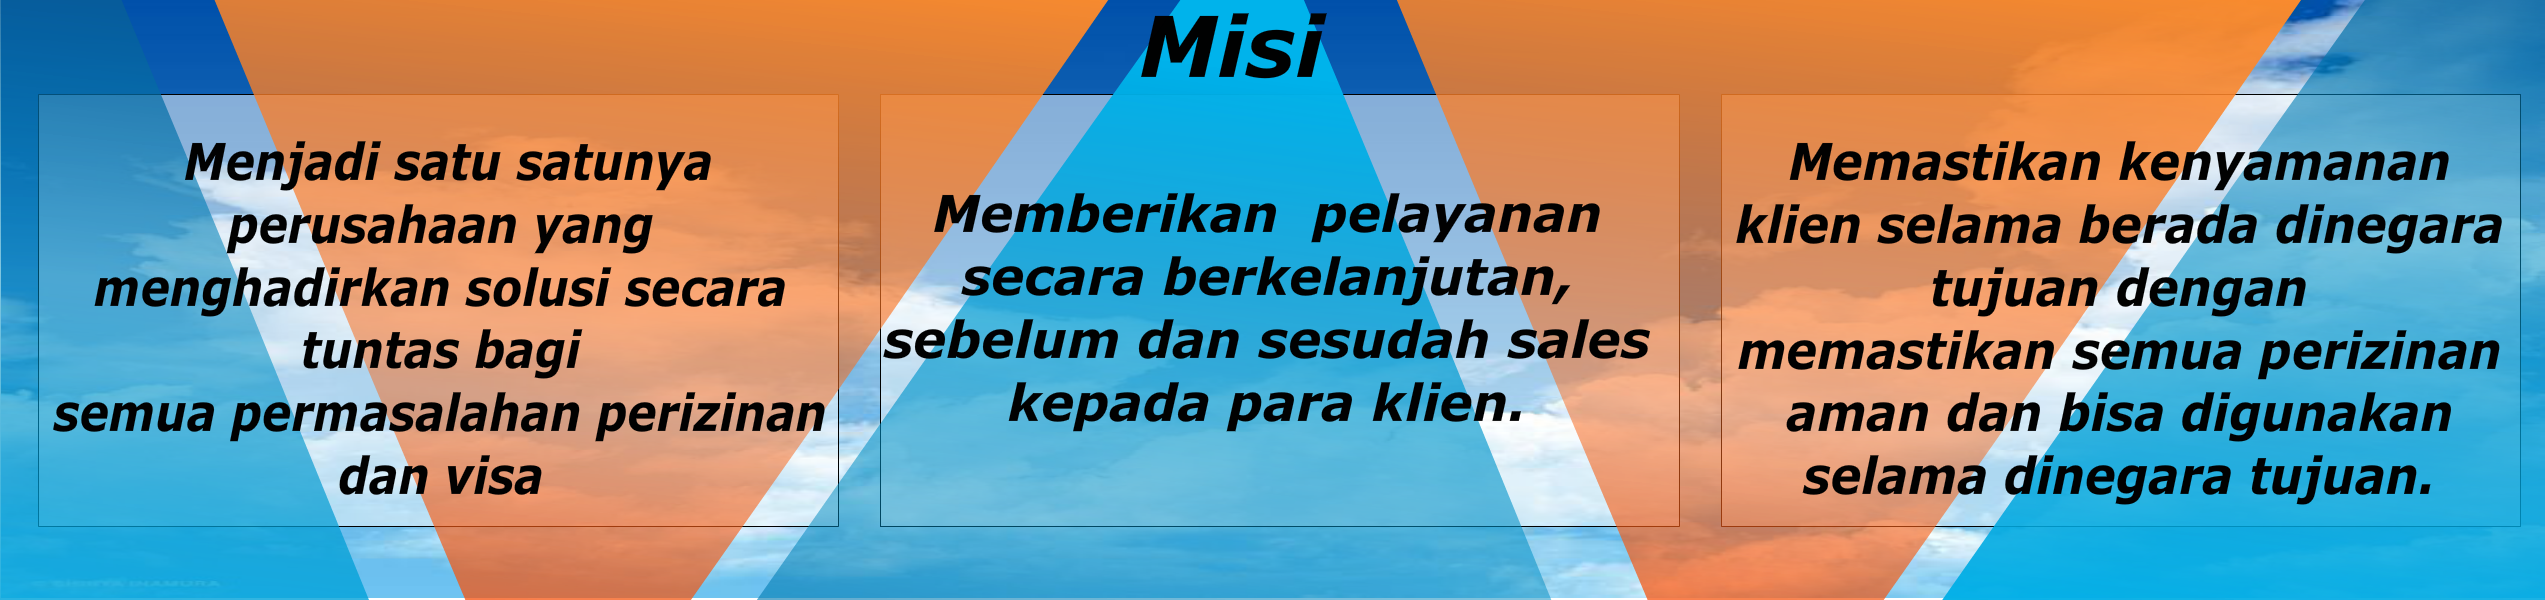 Misi
Menjadi satu satunya
perusahaan yang
menghadirkan solusi secara
tuntas bagi
semua permasalahan perizinan
dan visa
Memberikan pelayanan
secara berkelanjutan,
sebelum dan sesudah sales
kepada para klien.
Memastikan kenyamanan
klien selama berada dinegara
tujuan dengan
memastikan semua perizinan
aman dan bisa digunakan
selama dinegara tujuan.